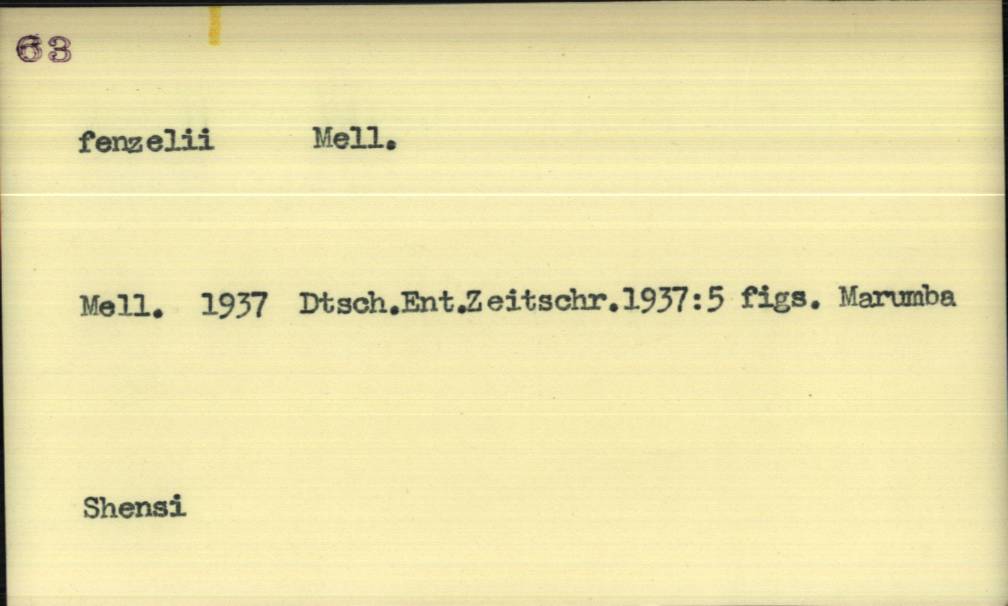 63
fenzelii Mell.
Mell. 1937 Dtsch.Ent.Zeitschr.1937:5 figs. Marumba
Shensi